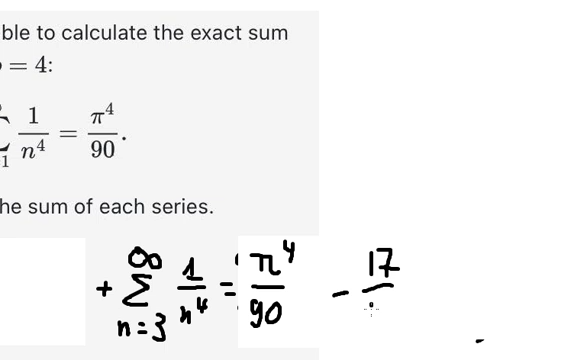 ble to calculate the exact sum
= 4:
1/n⁴ = π⁴/90.
he sum of each series.
+ ∑_{n=3}^{∞} 1/n⁴ = π⁴/90 - 17/